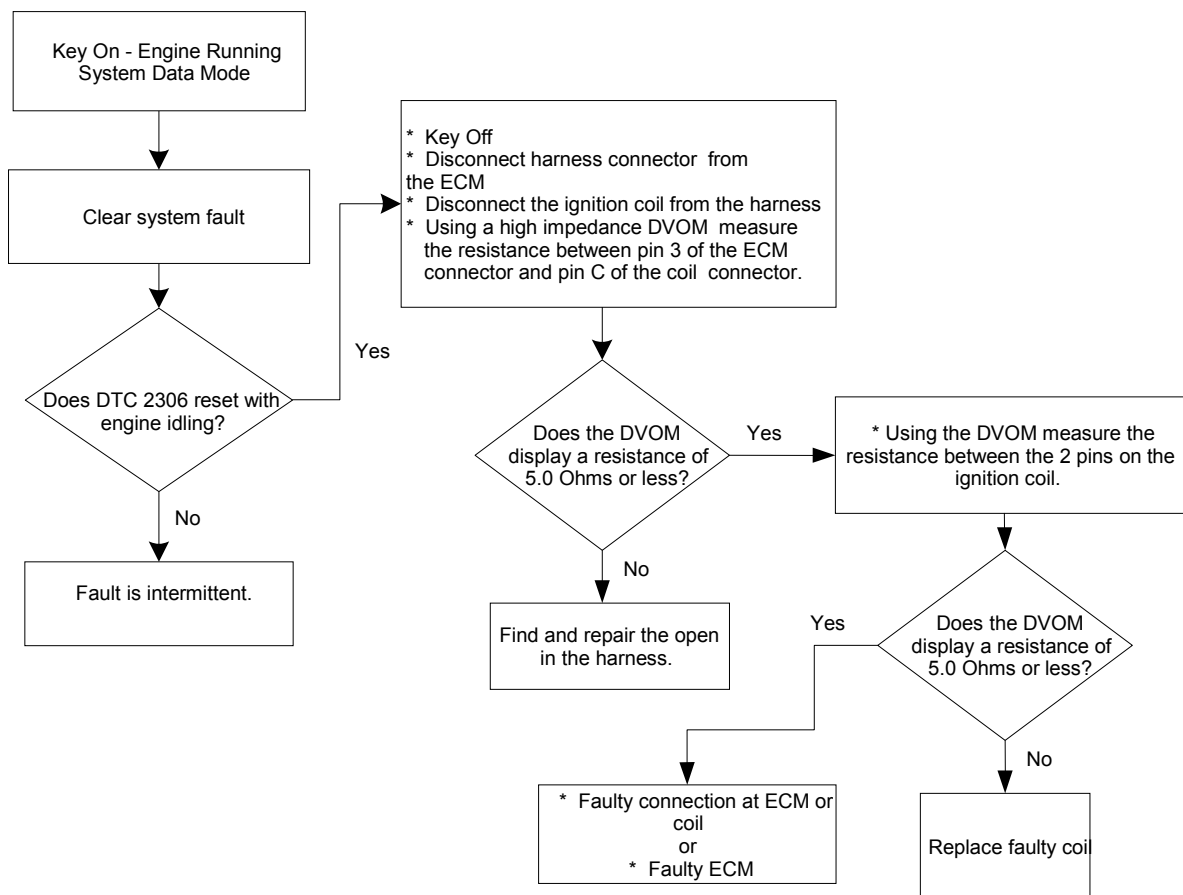 Key On - Engine Running
System Data Mode
Clear system fault
Does DTC 2306 reset with
engine idling?
Yes
No
Fault is intermittent.
* Key Off
* Disconnect harness connector from
the ECM
* Disconnect the ignition coil from the harness
* Using a high impedance DVOM measure
the resistance between pin 3 of the ECM
connector and pin C of the coil connector.
Does the DVOM
display a resistance of
5.0 Ohms or less?
Yes
No
Find and repair the open
in the harness.
* Using the DVOM measure the
resistance between the 2 pins on the
ignition coil.
Does the DVOM
display a resistance of
5.0 Ohms or less?
Yes
No
* Faulty connection at ECM or
coil
or
* Faulty ECM
Replace faulty coil